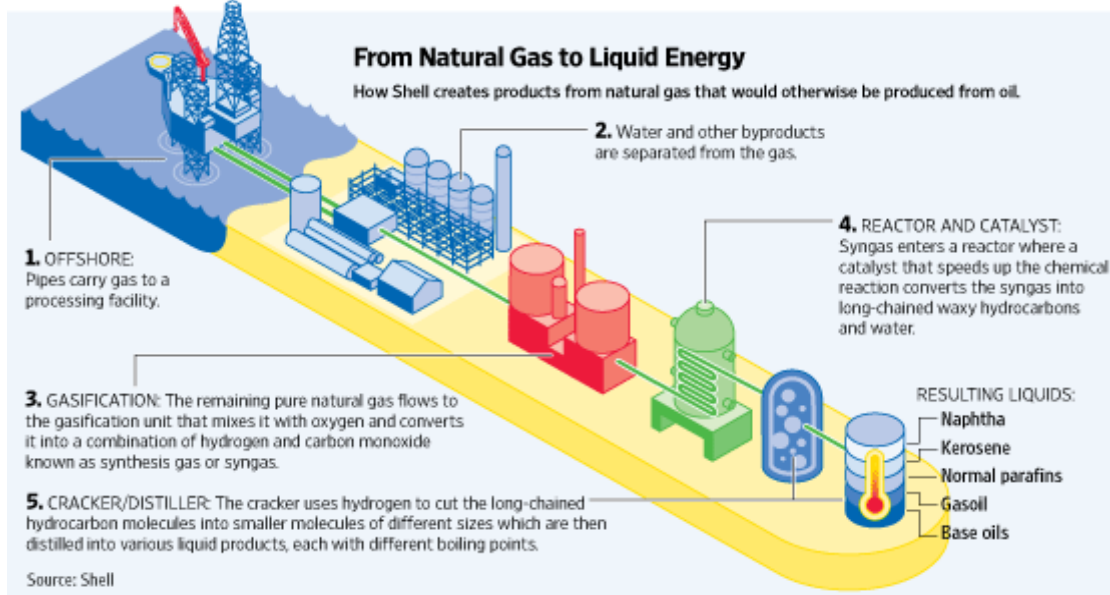 From Natural Gas to Liquid Energy
How Shell creates products from natural gas that would otherwise be produced from oil.
1. OFFSHORE:
Pipes carry gas to a
processing facility.
2. Water and other byproducts
are separated from the gas.
3. GASIFICATION: The remaining pure natural gas flows to
the gasification unit that mixes it with oxygen and converts
it into a combination of hydrogen and carbon monoxide
known as synthesis gas or syngas.
4. REACTOR AND CATALYST:
Syngas enters a reactor where a
catalyst that speeds up the chemical
reaction converts the syngas into
long-chained waxy hydrocarbons
and water.
5. CRACKER/DISTILLER: The cracker uses hydrogen to cut the long-chained
hydrocarbon molecules into smaller molecules of different sizes which are then
distilled into various liquid products, each with different boiling points.
RESULTING LIQUIDS:
Naphtha
Kerosene
Normal parafins
Gasoil
Base oils
Source: Shell